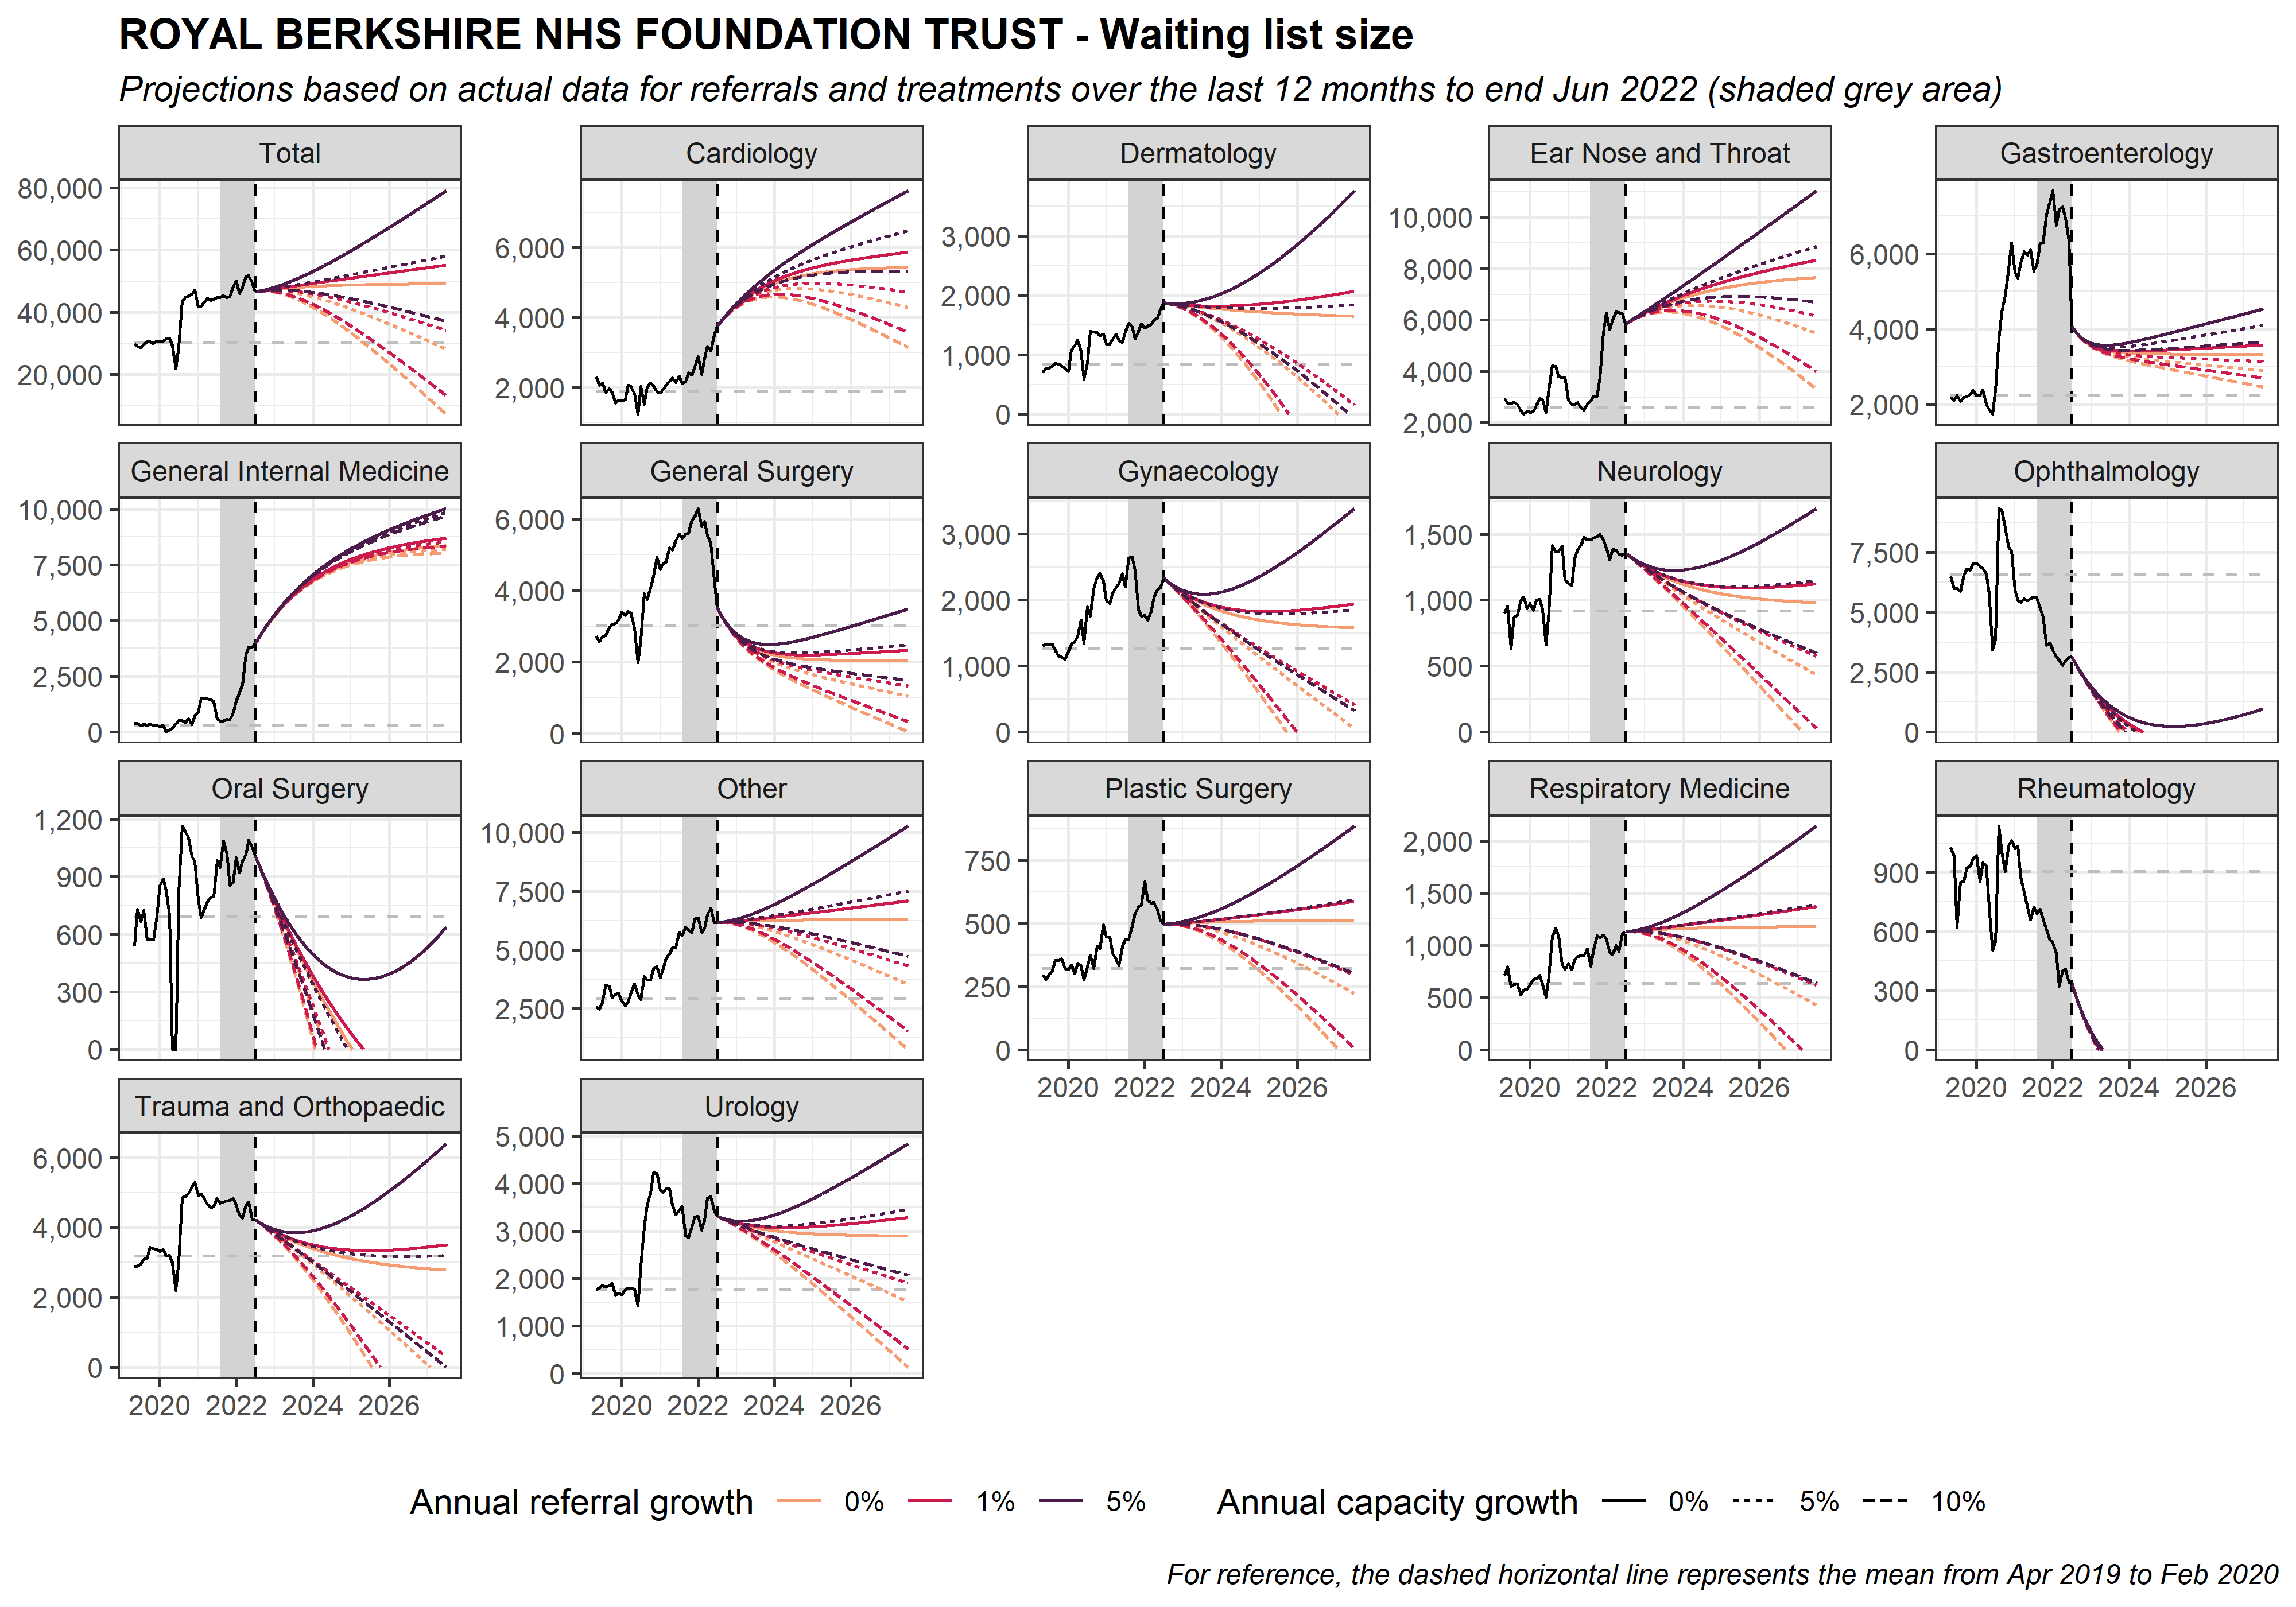 ROYAL BERKSHIRE NHS FOUNDATION TRUST - Waiting list size
Projections based on actual data for referrals and treatments over the last 12 months to end Jun 2022 (shaded grey area)
Total
Cardiology
Dermatology
Ear Nose and Throat
Gastroenterology
80,000
60,000
40,000
20,000
6,000
4,000
2,000
3,000
2,000
1,000
0
10,000
8,000
6,000
4,000
2,000
6,000
4,000
2,000
General Internal Medicine
General Surgery
Gynaecology
Neurology
Ophthalmology
10,000
7,500
5,000
2,500
0
6,000
4,000
2,000
0
3,000
2,000
1,000
0
1,500
1,000
500
0
7,500
5,000
2,500
0
Oral Surgery
Other
Plastic Surgery
Respiratory Medicine
Rheumatology
1,200
900
600
300
0
10,000
7,500
5,000
2,500
750
500
250
0
2,000
1,500
1,000
500
0
900
600
300
0
2020 2022 2024 2026
2020 2022 2024 2026
2020 2022 2024 2026
Trauma and Orthopaedic
Urology
6,000
4,000
2,000
0
5,000
4,000
3,000
2,000
1,000
0
2020 2022 2024 2026
2020 2022 2024 2026
Annual referral growth 0% 1% 5% Annual capacity growth 0% 5% 10%
For reference, the dashed horizontal line represents the mean from Apr 2019 to Feb 2020